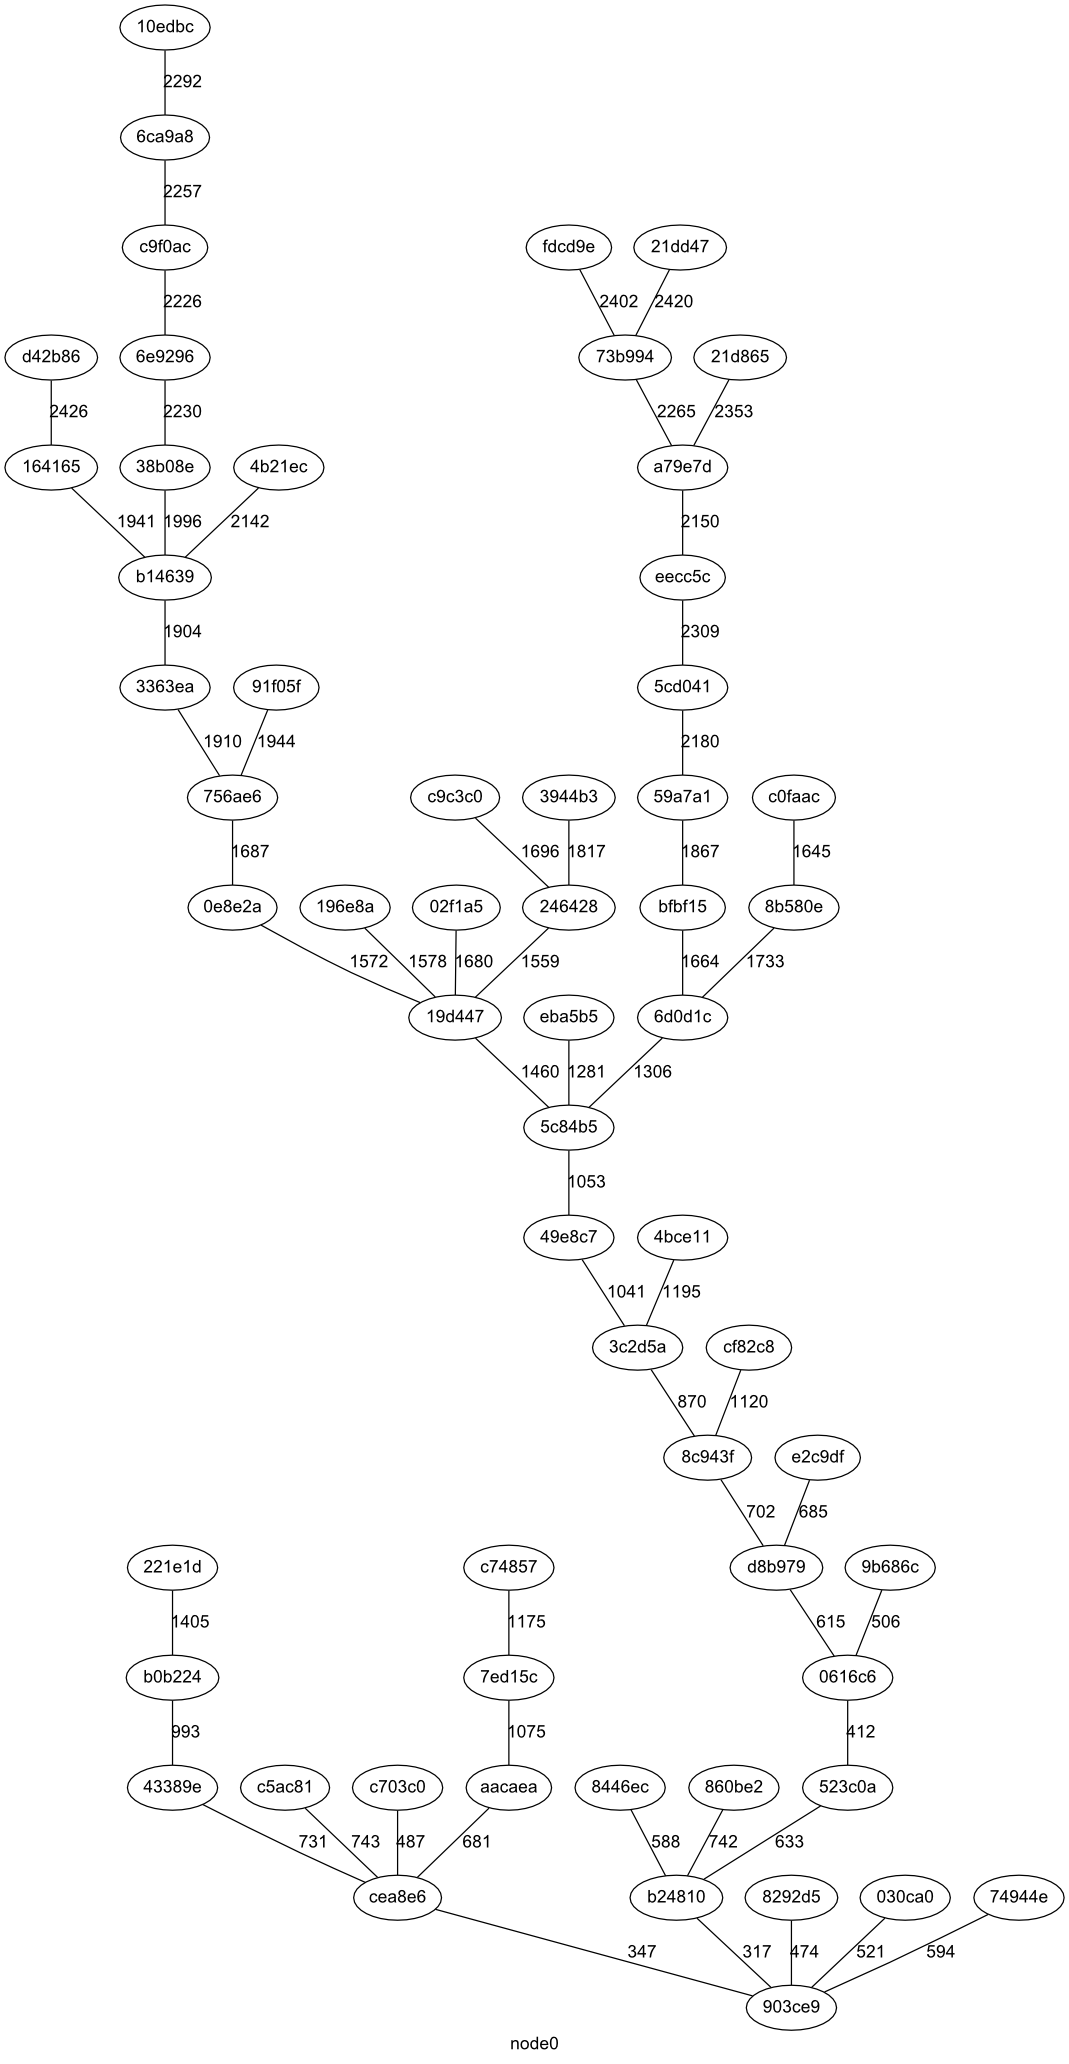 10edbc
2292
6ca9a8
2257
c9f0ac fdcd9e 21dd47
2226 2402 2420
d42b86 6e9296 73b994 21d865
2426 2230 2265 2353
164165 38b08e 4b21ec a79e7d
1941 1996 2142 2150
b14639 eecc5c
1904 2309
3363ea 91f05f 5cd041
1910 1944 2180
756ae6 c9c3c0 3944b3 59a7a1 c0faac
1687 1696 1817 1867 1645
0e8e2a 196e8a 02f1a5 246428 bfbf15 8b580e
1572 1578 1680 1559 1664 1733
19d447 eba5b5 6d0d1c
1460 1281 1306
5c84b5
1053
49e8c7 4bce11
1041 1195
3c2d5a cf82c8
870 1120
8c943f e2c9df
702 685
221e1d c74857 d8b979 9b686c
1405 1175 615 506
b0b224 7ed15c 0616c6
993 1075 412
43389e c5ac81 c703c0 aacaea 8446ec 860be2 523c0a
731 743 487 681 588 742 633
cea8e6 b24810 8292d5 030ca0 74944e
347 317 474 521 594
903ce9
node0